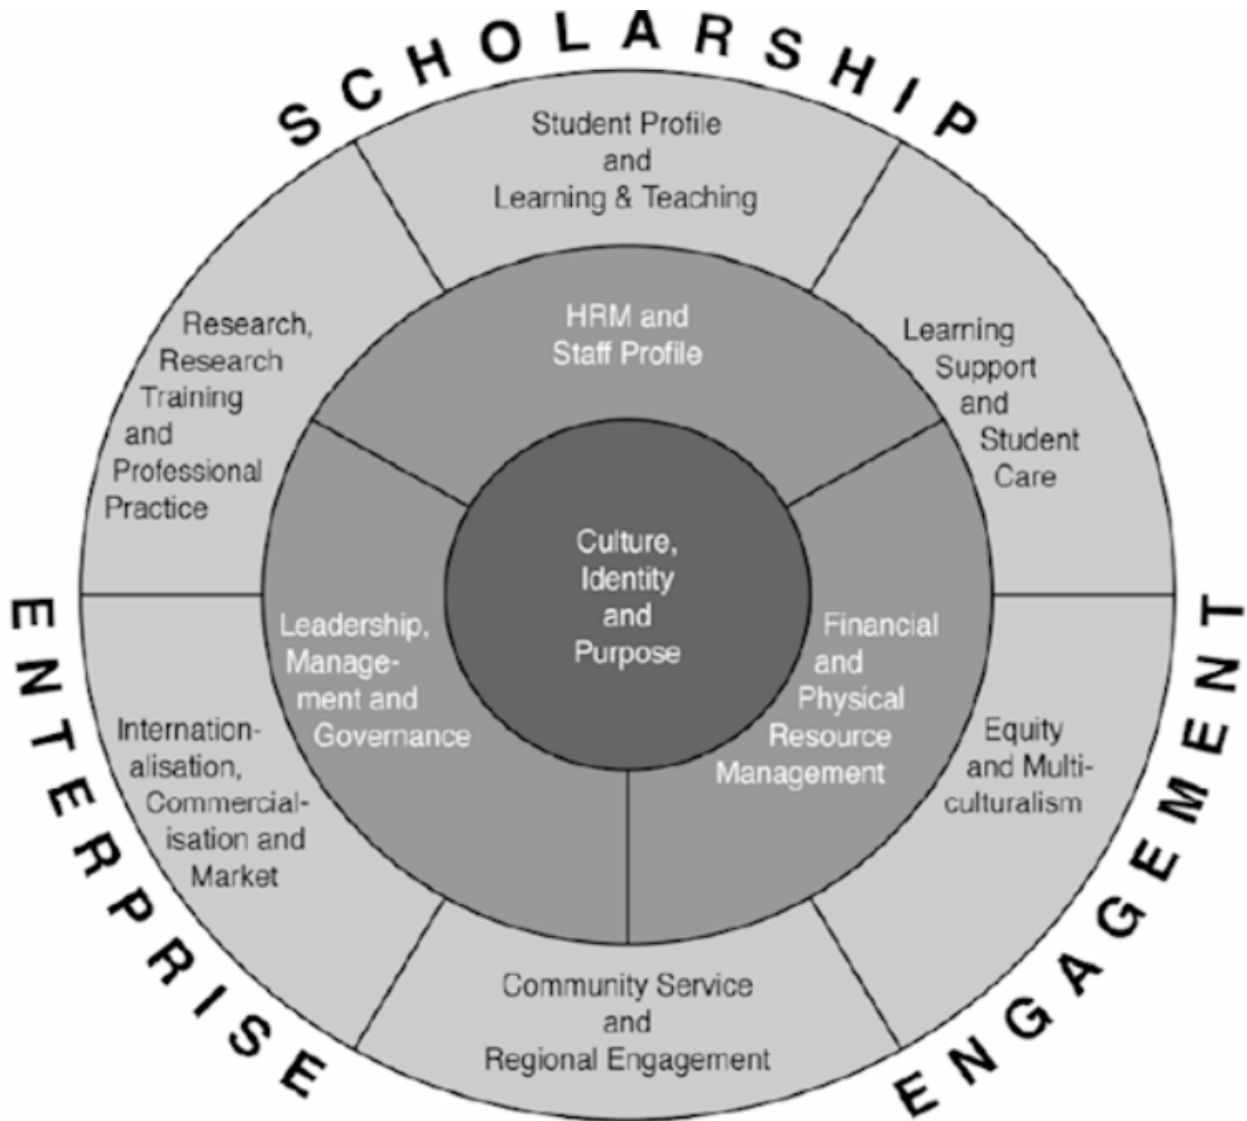 SCHOLARSHIP
Student Profile
and
Learning & Teaching
Research,
Research
Training
and
Professional
Practice
HRM and
Staff Profile
Learning
Support
and
Student
Care
Culture,
Identity
and
Purpose
Leadership,
Manage-
ment and
Governance
Financial
and
Physical
Resource
Management
Internation-
alisation,
Commercial-
isation and
Market
Equity
and Multi-
culturalism
Community Service
and
Regional Engagement
ENTERPRISE
ENGAGEMENT